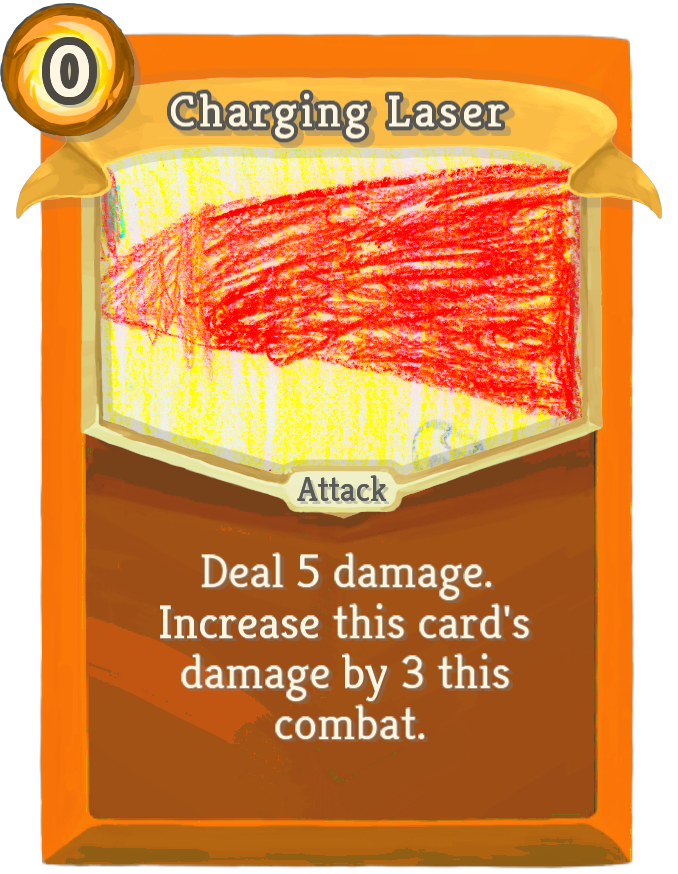 0
Charging Laser
Attack
Deal 5 damage.
Increase this card's
damage by 3 this
combat.